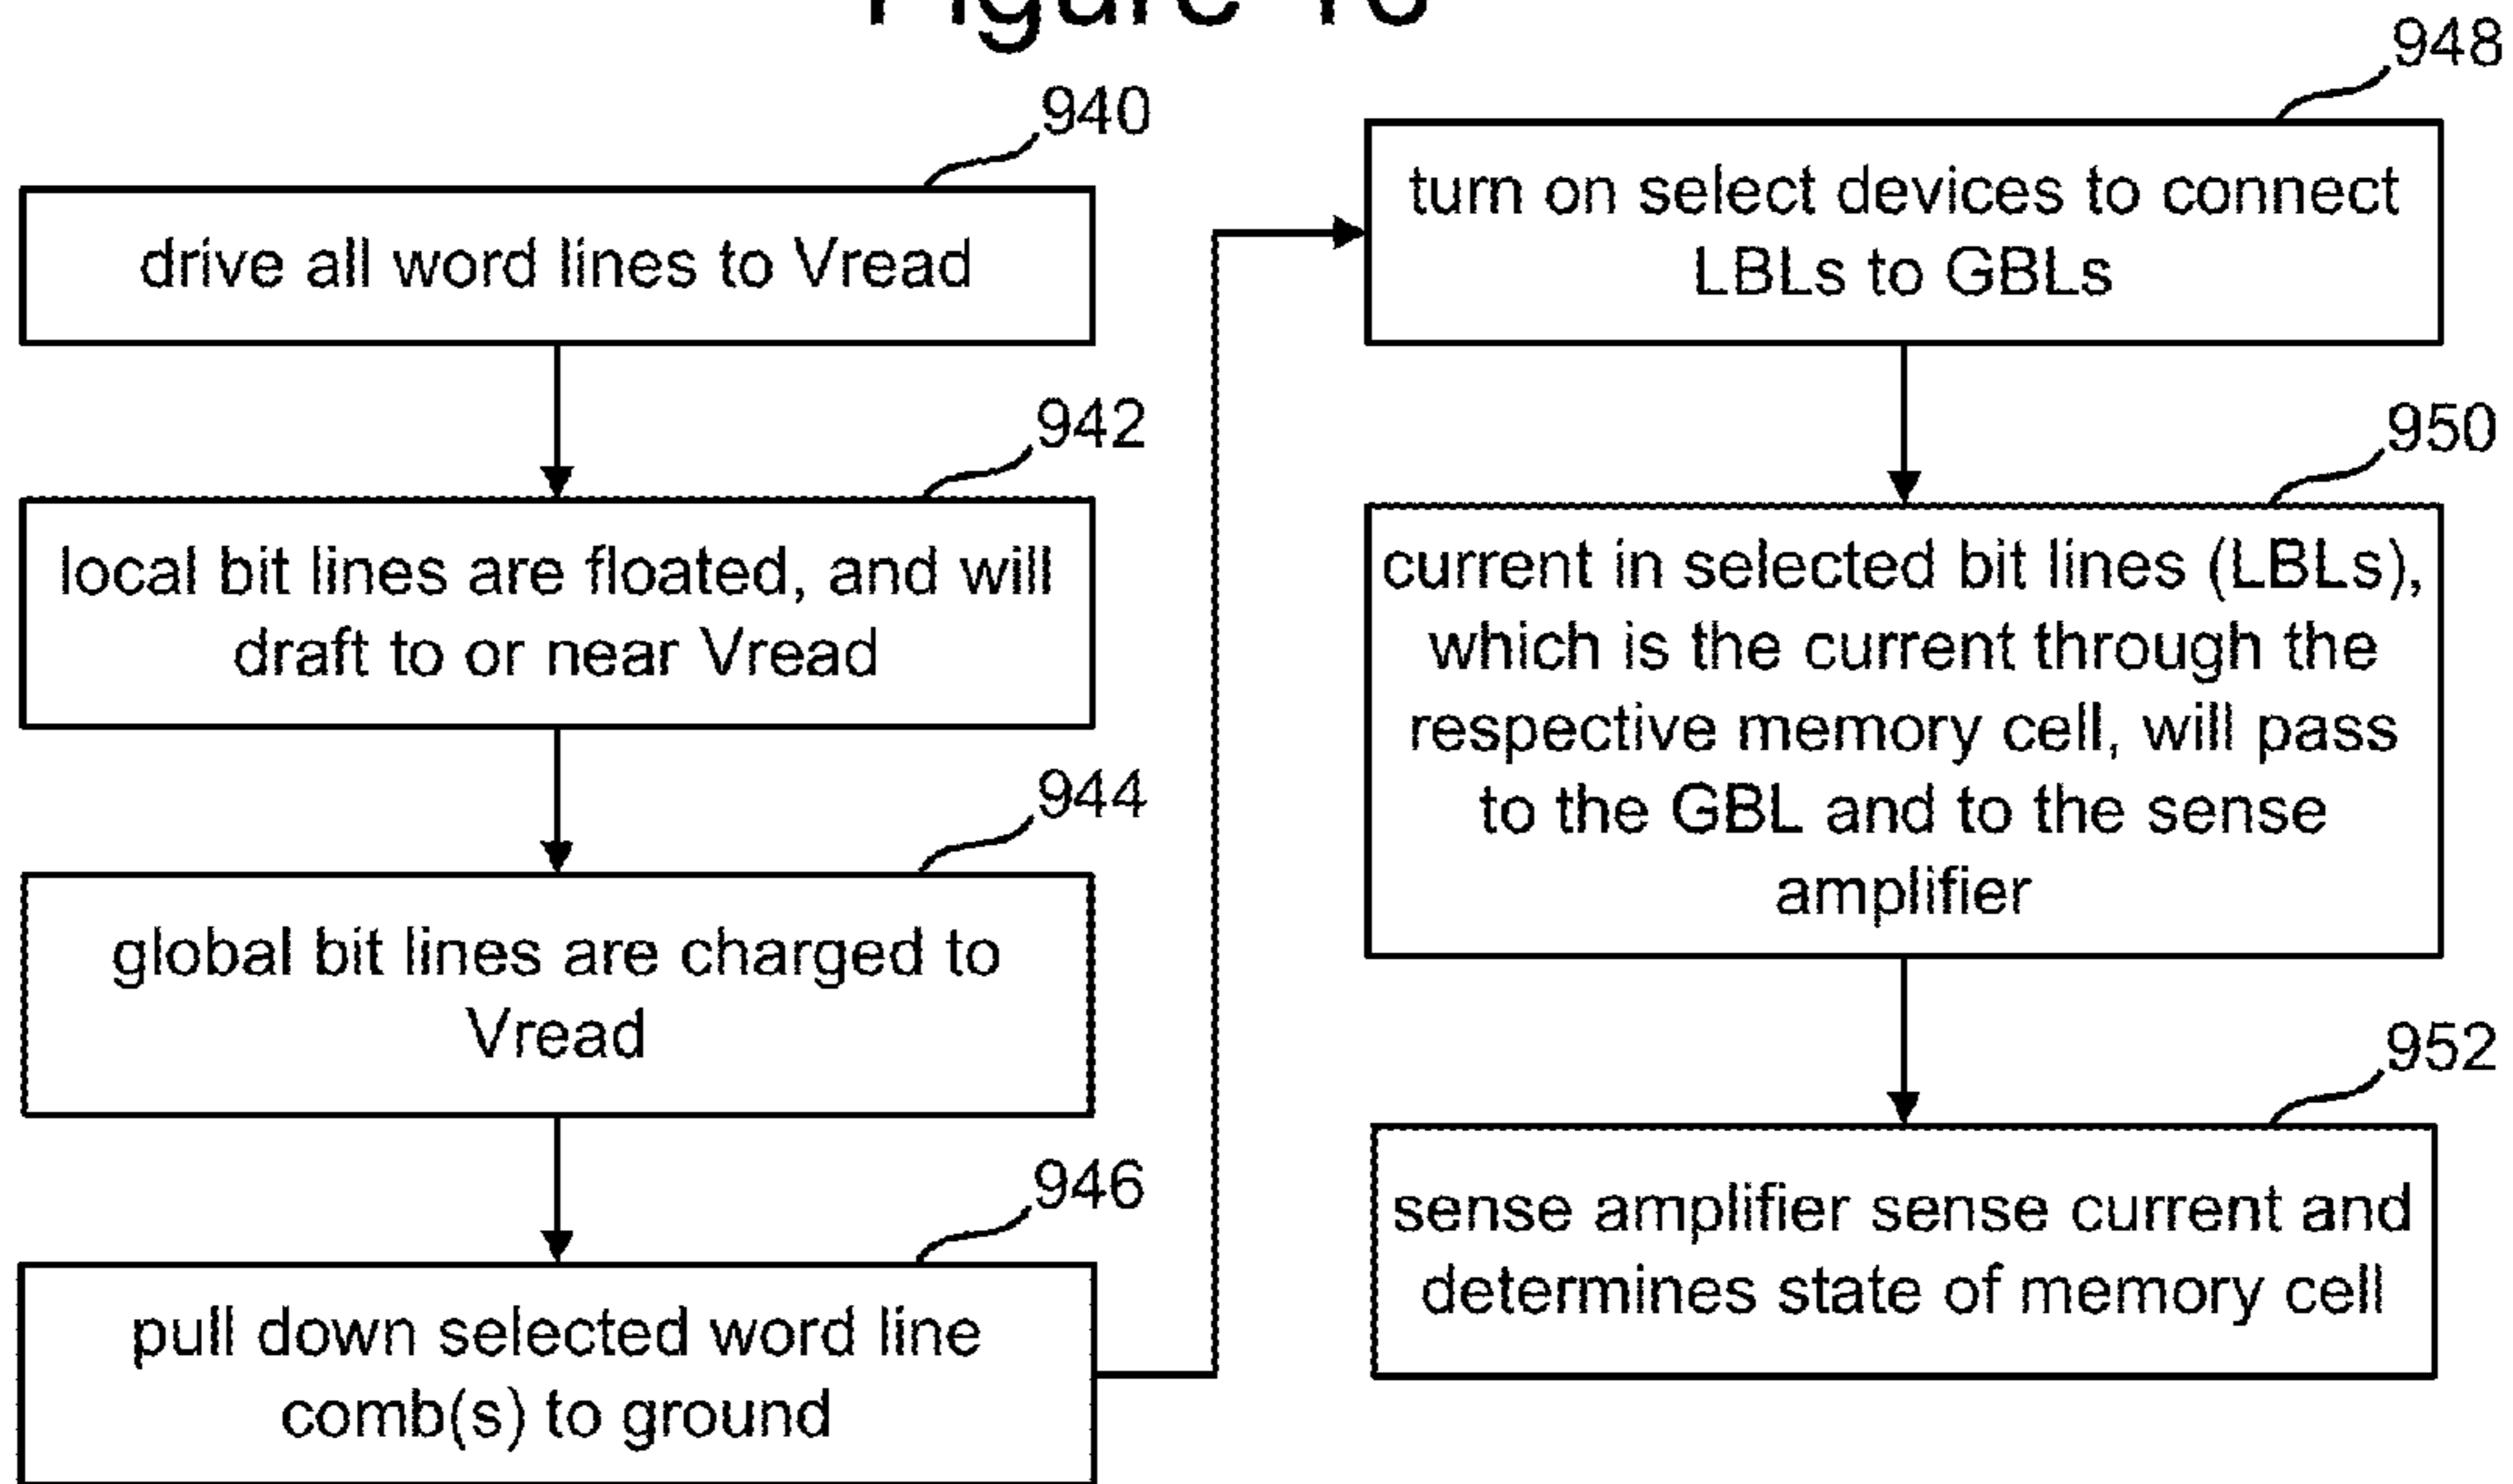 940
drive all word lines to Vread
942
local bit lines are floated, and will
draft to or near Vread
944
global bit lines are charged to
Vread
946
pull down selected word line
comb(s) to ground
948
turn on select devices to connect
LBLs to GBLs
950
current in selected bit lines (LBLs),
which is the current through the
respective memory cell, will pass
to the GBL and to the sense
amplifier
952
sense amplifier sense current and
determines state of memory cell